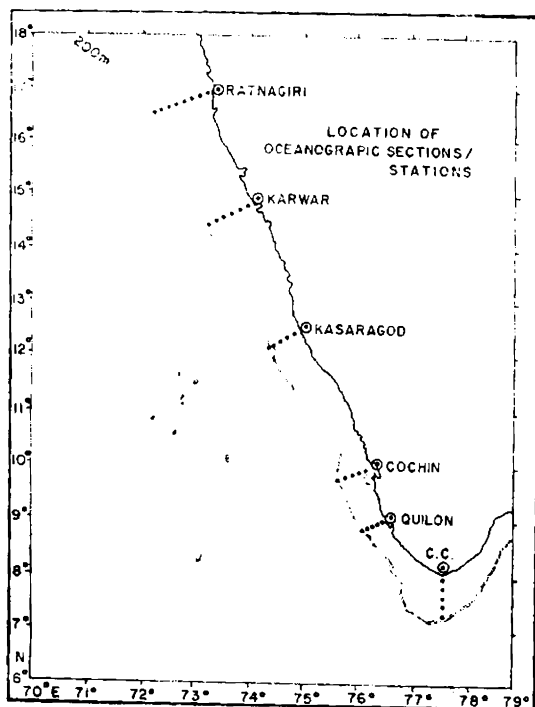 18°
200m
17°
RATNAGIRI
16°
LOCATION OF
OCEANOGRAPIC SECTIONS/
STATIONS
15°
KARWAR
14°
13°
KASARAGOD
12°
11°
10°
COCHIN
9°
QUILON
C.C.
8°
7°
N
6°
70°E 71° 72° 73° 74° 75° 76° 77° 78° 79°